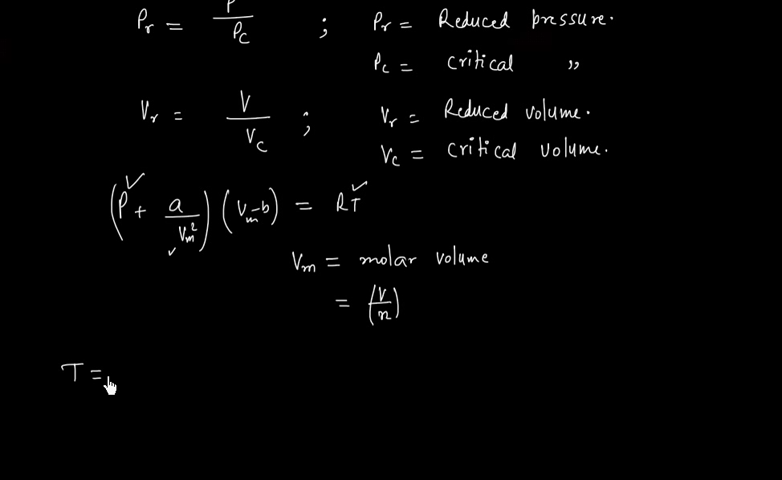 Pr = P/Pc ; Pr = Reduced pressure.
Pc = critical "
Vr = V/Vc ; Vr = Reduced volume.
Vc = critical volume.
(P + a/Vm²) (Vm-b) = RT
Vm = molar volume
= (V/n)
T =